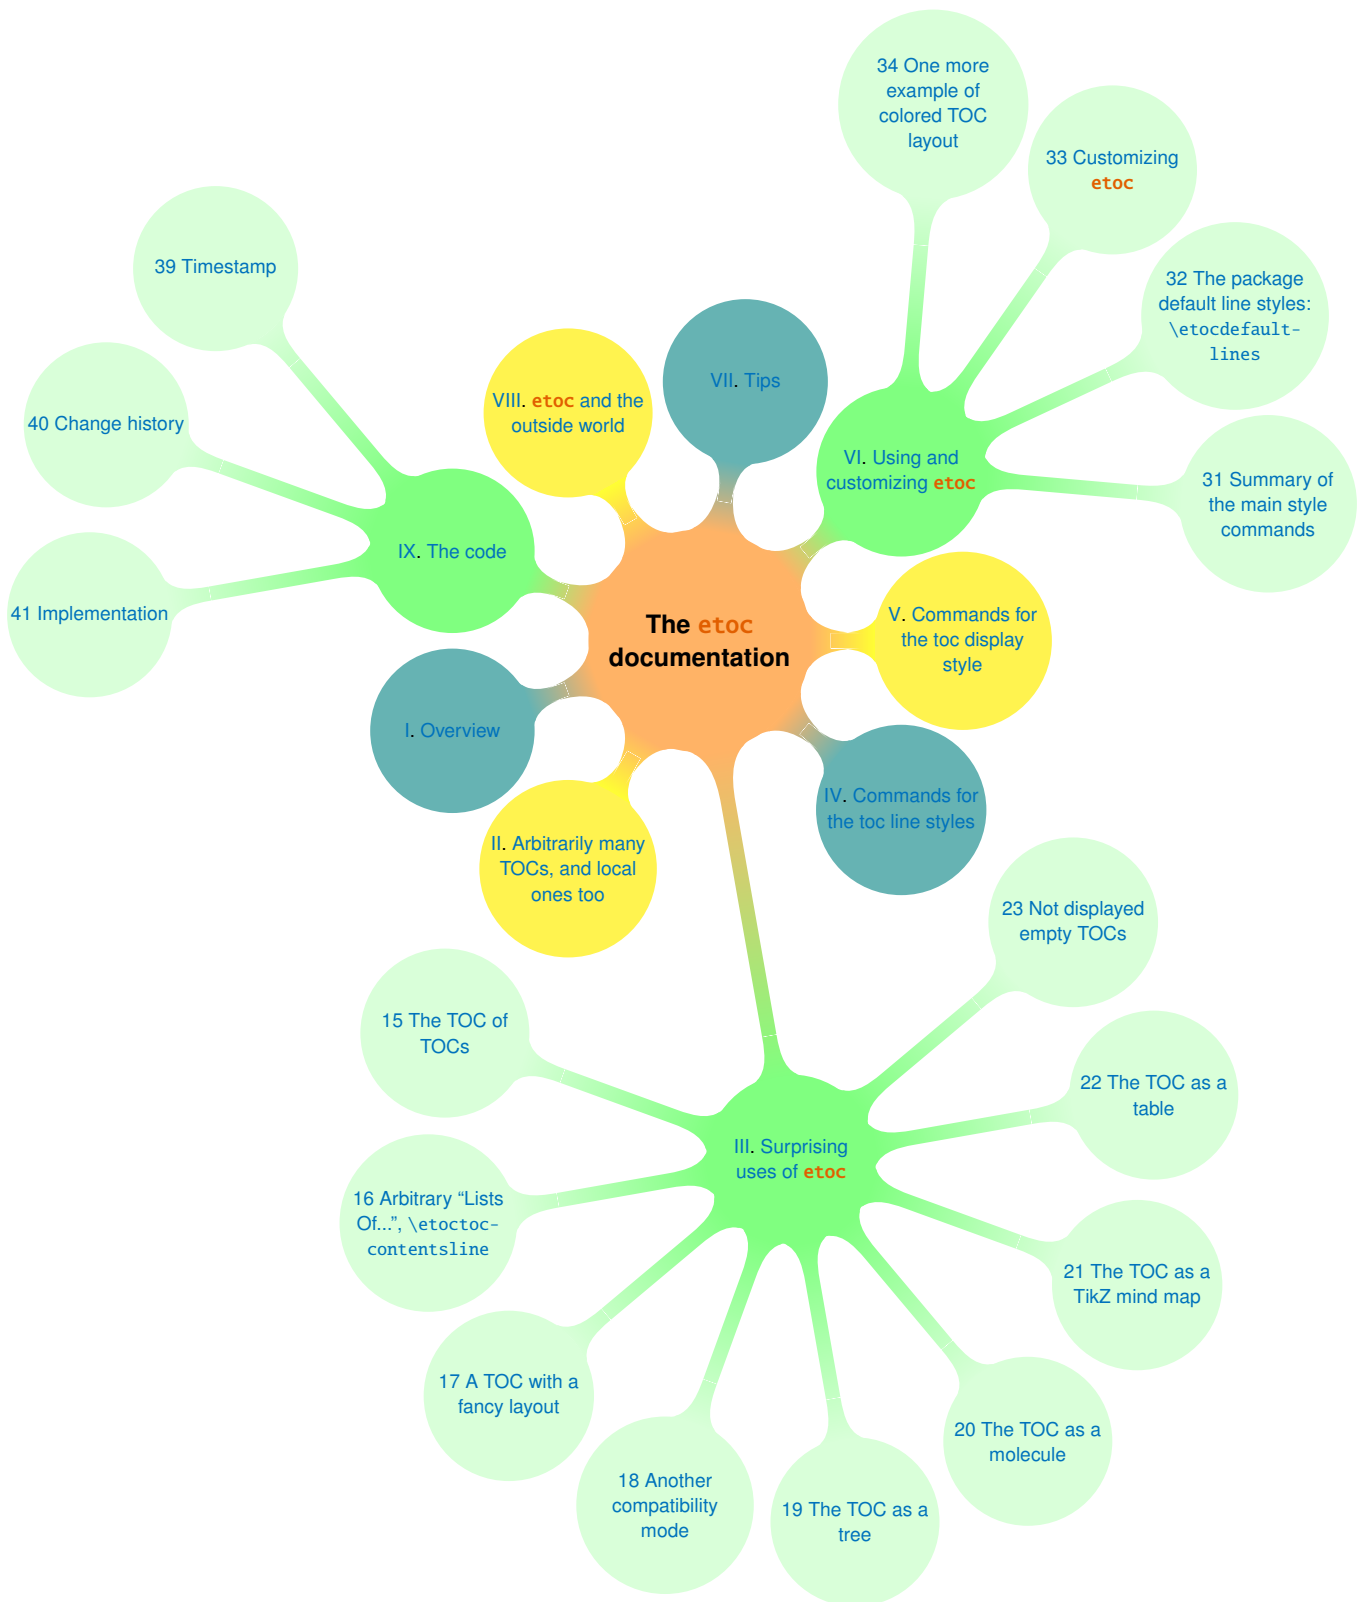 The etoc
documentation
I. Overview
II. Arbitrarily many
TOCs, and local
ones too
III. Surprising
uses of etoc
15 The TOC of
TOCs
16 Arbitrary “Lists
Of...”, \etoctoc-
contentsline
17 A TOC with a
fancy layout
18 Another
compatibility
mode
19 The TOC as a
tree
20 The TOC as a
molecule
21 The TOC as a
TikZ mind map
22 The TOC as a
table
23 Not displayed
empty TOCs
IV. Commands for
the toc line styles
V. Commands for
the toc display
style
VI. Using and
customizing etoc
31 Summary of
the main style
commands
32 The package
default line styles:
\etocdefault-
lines
33 Customizing
etoc
34 One more
example of
colored TOC
layout
VII. Tips
VIII. etoc and the
outside world
IX. The code
39 Timestamp
40 Change history
41 Implementation